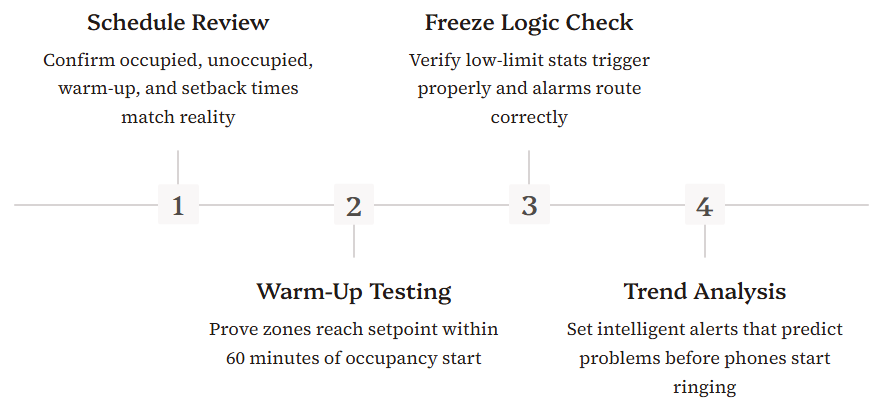 Schedule Review
Confirm occupied, unoccupied,
warm-up, and setback times
match reality
Freeze Logic Check
Verify low-limit stats trigger
properly and alarms route
correctly
1
2
3
4
Warm-Up Testing
Prove zones reach setpoint within
60 minutes of occupancy start
Trend Analysis
Set intelligent alerts that predict
problems before phones start
ringing